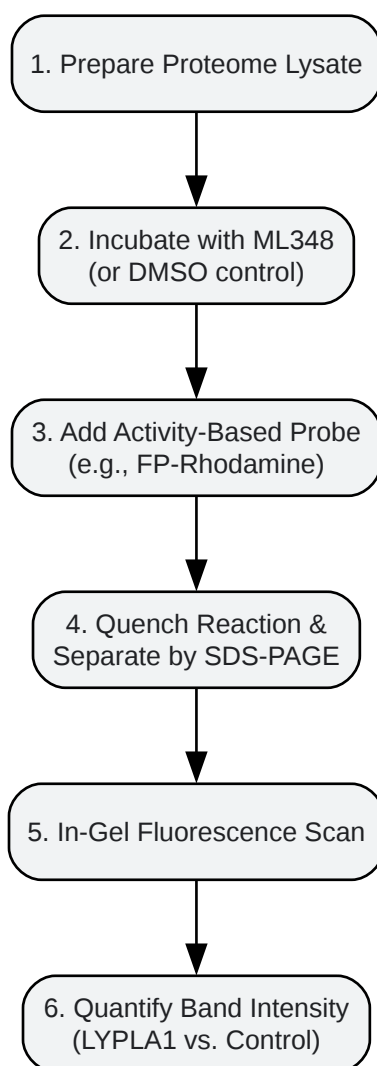 1. Prepare Proteome Lysate
2. Incubate with ML348
(or DMSO control)
3. Add Activity-Based Probe
(e.g., FP-Rhodamine)
4. Quench Reaction &
Separate by SDS-PAGE
5. In-Gel Fluorescence Scan
6. Quantify Band Intensity
(LYPLA1 vs. Control)